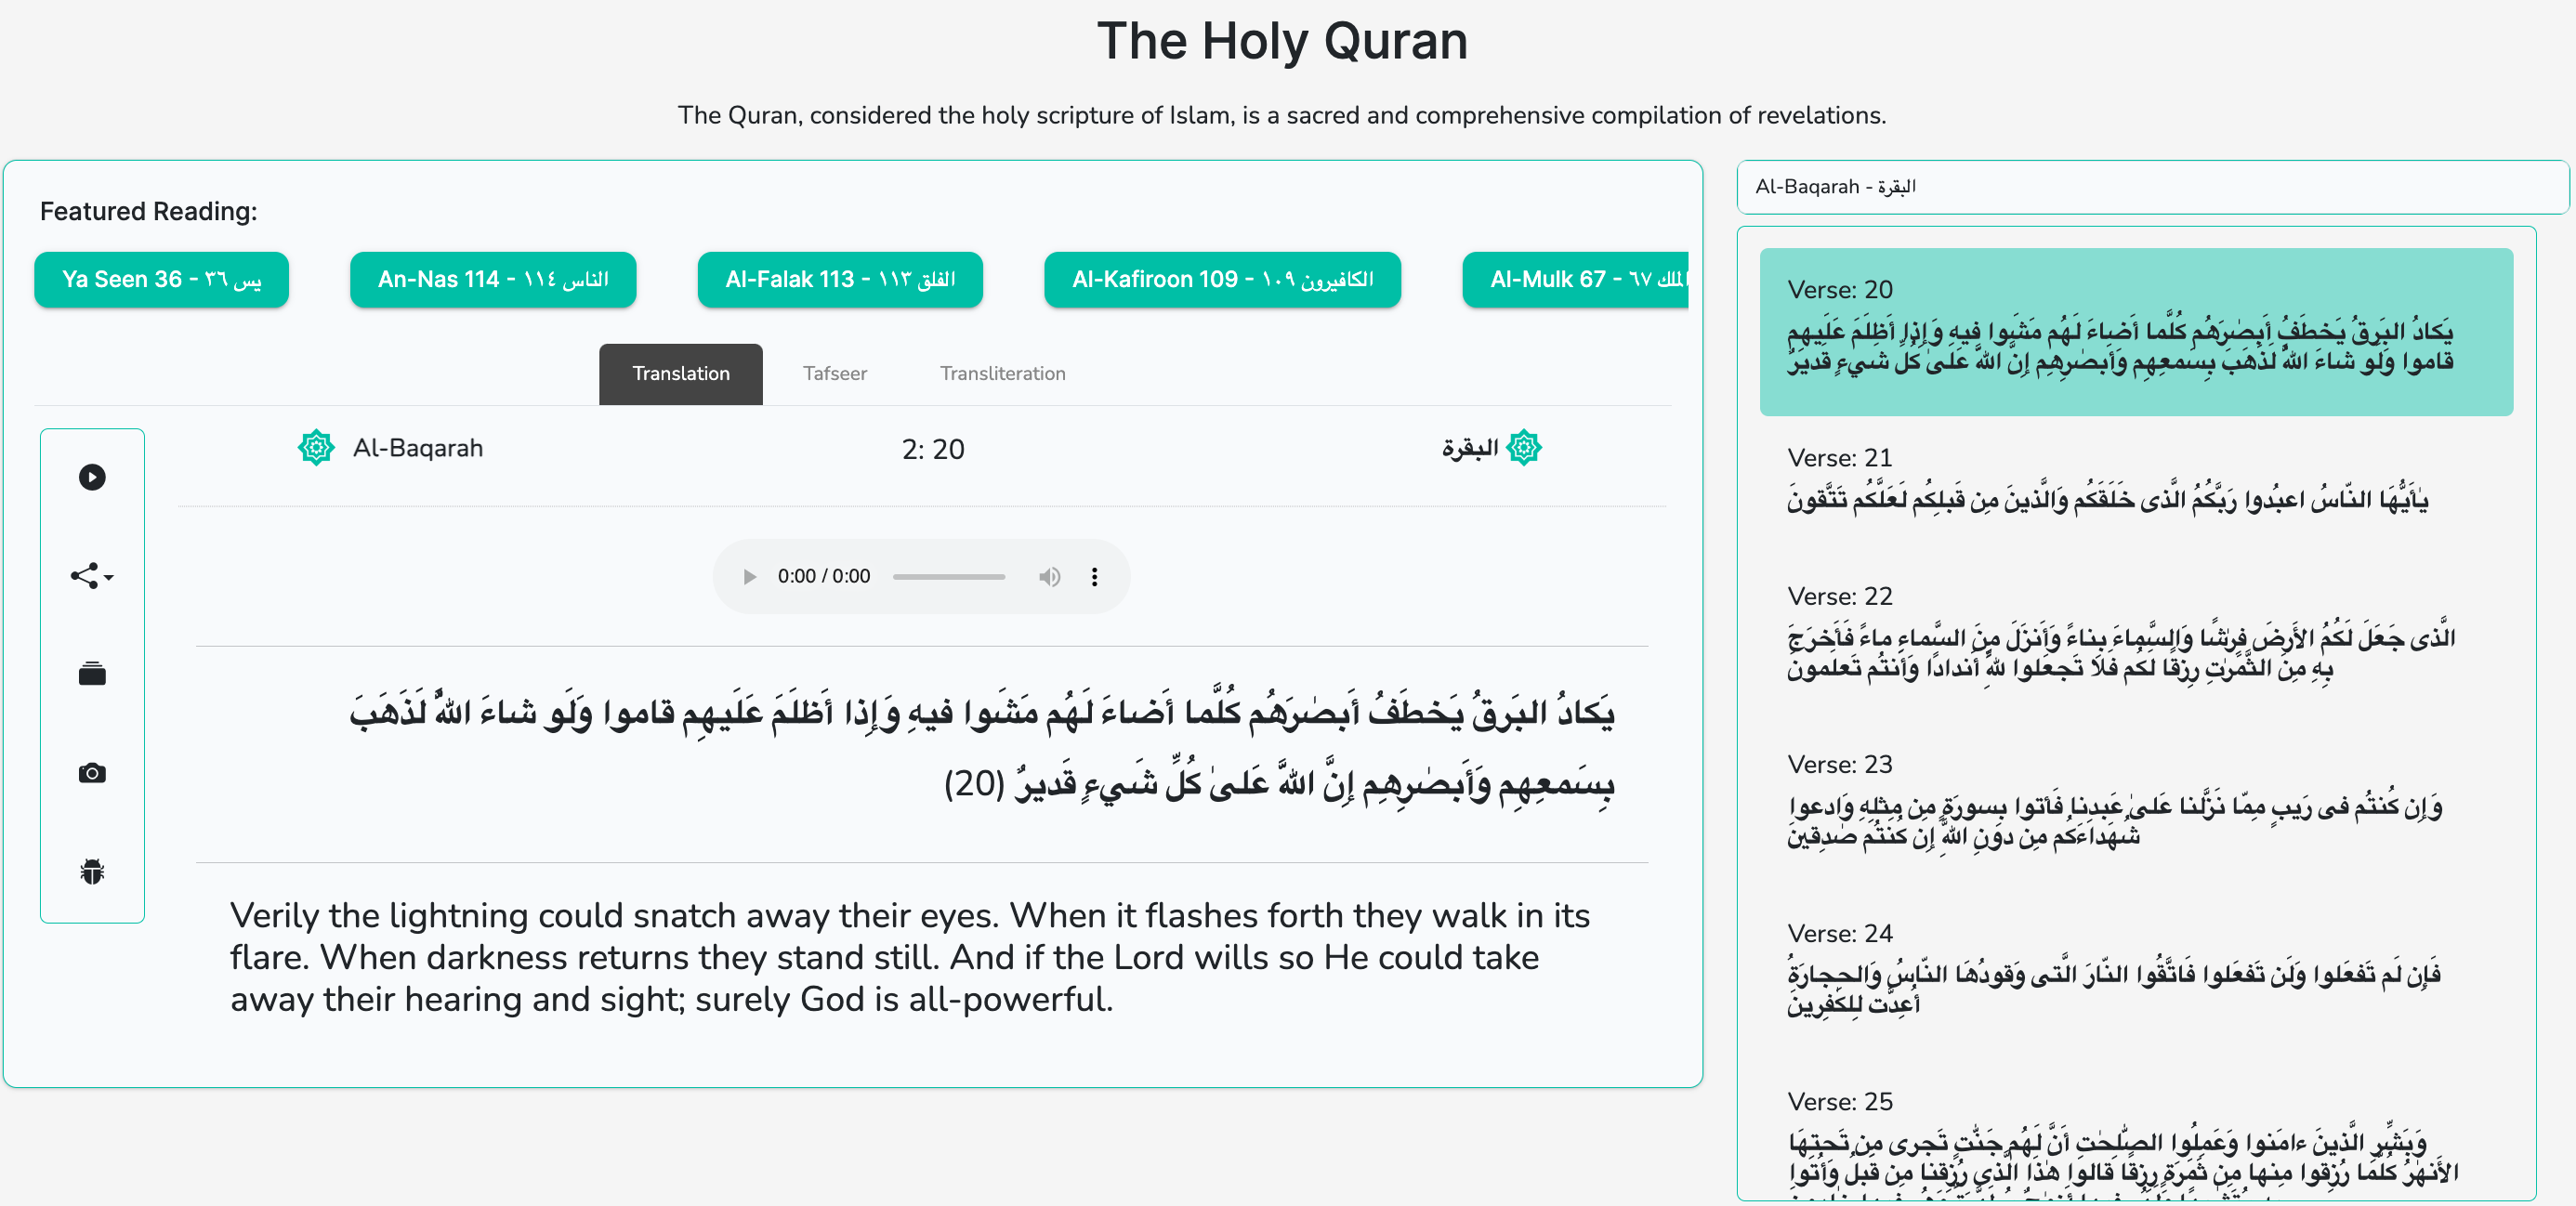 The Holy Quran
The Quran, considered the holy scripture of Islam, is a sacred and comprehensive compilation of revelations.
Featured Reading:
Ya Seen 36 - يس ٣٦
An-Nas 114 - الناس ١١٤
Al-Falak 113 - الفلق ١١٣
Al-Kafiroon 109 - الكافيرون ١٠٩
Al-Mulk 67 - الملك ٦٧
Translation
Tafseer
Transliteration
Al-Baqarah
2: 20
البقرة
0:00 / 0:00
يَكادُ البَرقُ يَخطَفُ أَبصٰرَهُم كُلَّما أَضاءَ لَهُم مَشَوا فيهِ وَإِذا أَظلَمَ عَلَيهِم قاموا وَلَو شاءَ اللَّهُ لَذَهَبَ
بِسَمعِهِم وَأَبصٰرِهِم إِنَّ اللَّهَ عَلىٰ كُلِّ شَيءٍ قَديرٌ (20)
Verily the lightning could snatch away their eyes. When it flashes forth they walk in its
flare. When darkness returns they stand still. And if the Lord wills so He could take
away their hearing and sight; surely God is all-powerful.
Al-Baqarah - البقرة
Verse: 20
يَكادُ البَرقُ يَخطَفُ أَبصٰرَهُم كُلَّما أَضاءَ لَهُم مَشَوا فيهِ وَإِذا أَظلَمَ عَلَيهِم
قاموا وَلَو شاءَ اللَّهُ لَذَهَبَ بِسَمعِهِم وَأَبصٰرِهِم إِنَّ اللَّهَ عَلىٰ كُلِّ شَيءٍ قَديرٌ
Verse: 21
يٰأَيُّهَا النّاسُ اعبُدوا رَبَّكُمُ الَّذى خَلَقَكُم وَالَّذينَ مِن قَبلِكُم لَعَلَّكُم تَتَّقونَ
Verse: 22
الَّذى جَعَلَ لَكُمُ الأَرضَ فِرٰشًا وَالسَّماءَ بِناءً وَأَنزَلَ مِنَ السَّماءِ ماءً فَأَخرَجَ
بِهِ مِنَ الثَّمَرٰتِ رِزقًا لَكُم فَلا تَجعَلوا لِلَّهِ أَندادًا وَأَنتُم تَعلَمونَ
Verse: 23
وَإِن كُنتُم فى رَيبٍ مِمّا نَزَّلنا عَلىٰ عَبدِنا فَأتوا بِسورَةٍ مِن مِثلِهِ وَادعوا
شُهَداءَكُم مِن دونِ اللَّهِ إِن كُنتُم صٰدِقينَ
Verse: 24
فَإِن لَم تَفعَلوا وَلَن تَفعَلوا فَاتَّقُوا النّارَ الَّتى وَقودُهَا النّاسُ وَالحِجارَةُ
أُعِدَّت لِلكٰفِرينَ
Verse: 25
وَبَشِّرِ الَّذينَ ءامَنوا وَعَمِلُوا الصّٰلِحٰتِ أَنَّ لَهُم جَنّٰتٍ تَجرى مِن تَحتِهَا
الأَنهٰرُ كُلَّما رُزِقوا مِنها مِن ثَمَرَةٍ رِزقًا قالوا هٰذَا الَّذى رُزِقنا مِن قَبلُ وَأُتوا